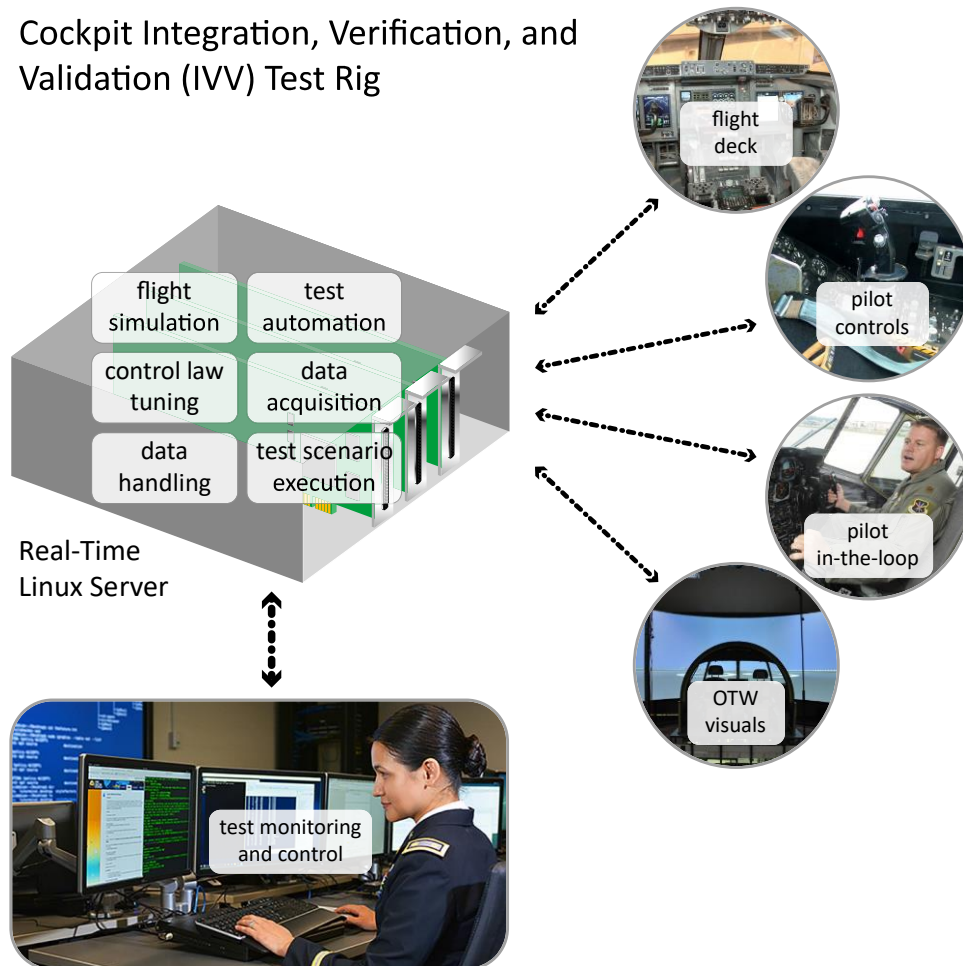 Cockpit Integration, Verification, and
Validation (IVV) Test Rig
flight
deck
pilot
controls
flight
simulation
test
automation
control law
tuning
data
acquisition
data
handling
test scenario
execution
pilot
in-the-loop
Real-Time
Linux Server
OTW
visuals
test monitoring
and control